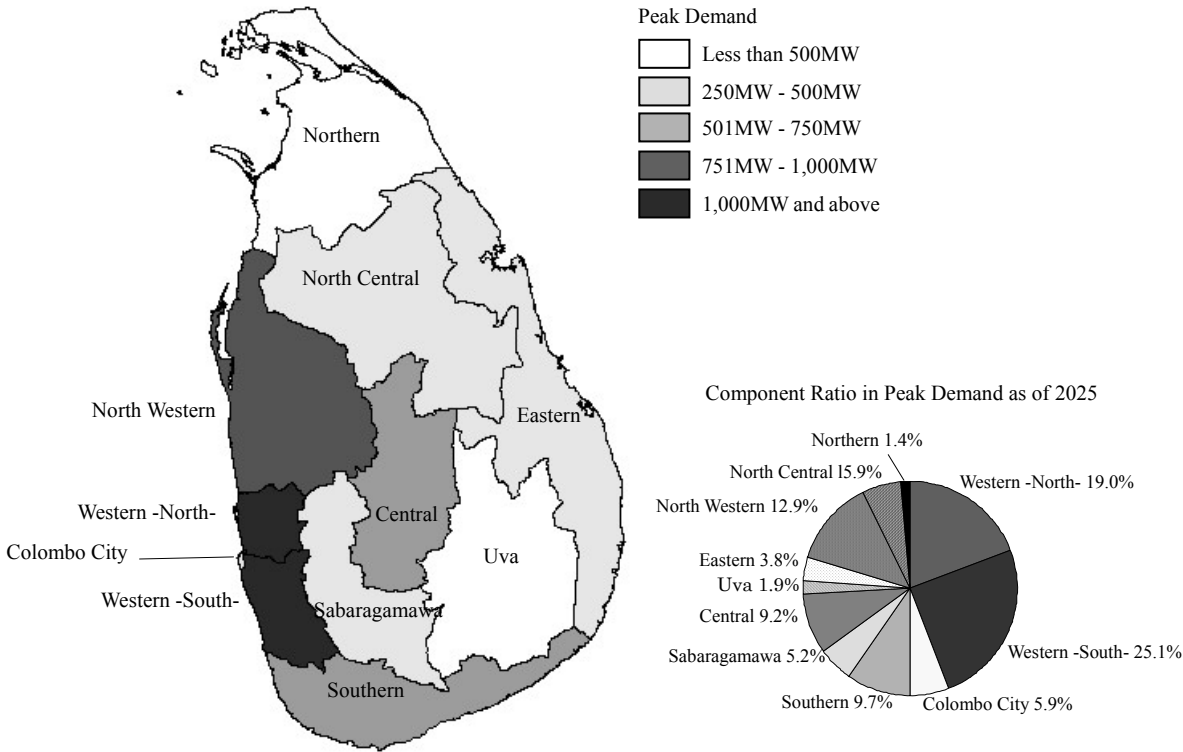 Peak Demand
Less than 500MW
250MW - 500MW
501MW - 750MW
751MW - 1,000MW
1,000MW and above
Northern
North Central
North Western
Eastern
Western -North-
Central
Colombo City
Uva
Western -South-
Sabaragamawa
Southern
Component Ratio in Peak Demand as of 2025
Northern 1.4%
North Central l5.9%
Western -North- 19.0%
North Western 12.9%
Eastern 3.8%
Uva 1.9%
Central 9.2%
Sabaragamawa 5.2%
Western -South- 25.1%
Southern 9.7%
Colombo City 5.9%